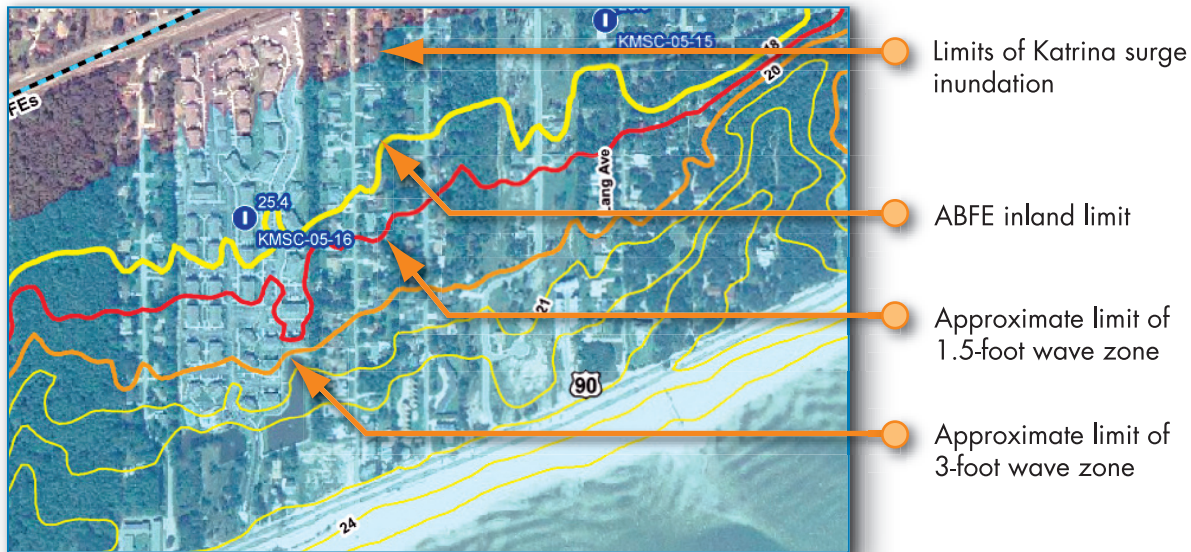 KMSC-05-15
18
20
FEs
Lang Ave
25.4
KMSC-05-16
21
90
24
Limits of Katrina surge
inundation
ABFE inland limit
Approximate limit of
1.5-foot wave zone
Approximate limit of
3-foot wave zone